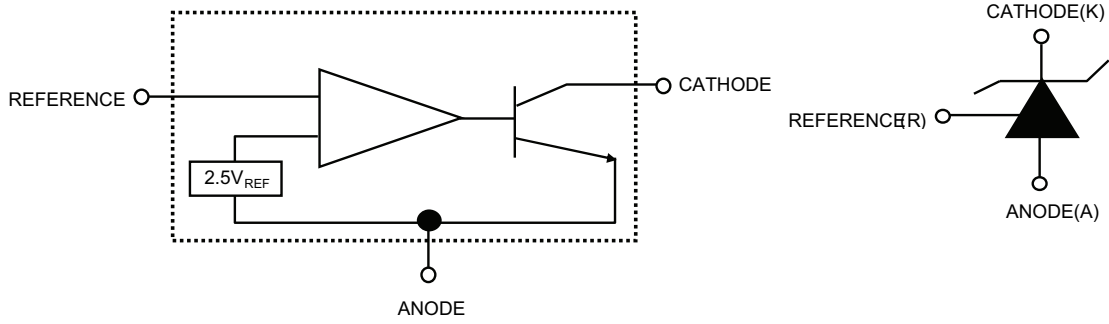 REFERENCE
2.5VREF
CATHODE
ANODE
CATHODE(K)
REFERENCE(R)
ANODE(A)